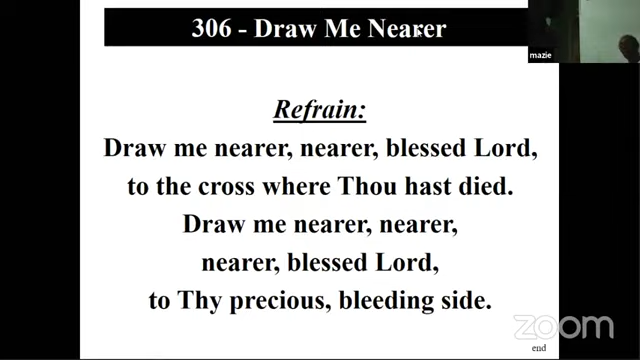 306 - Draw Me Nearer
mazie
Refrain:
Draw me nearer, nearer, blessed Lord,
to the cross where Thou hast died.
Draw me nearer, nearer,
nearer, blessed Lord,
to Thy precious, bleeding side.
zoom
end